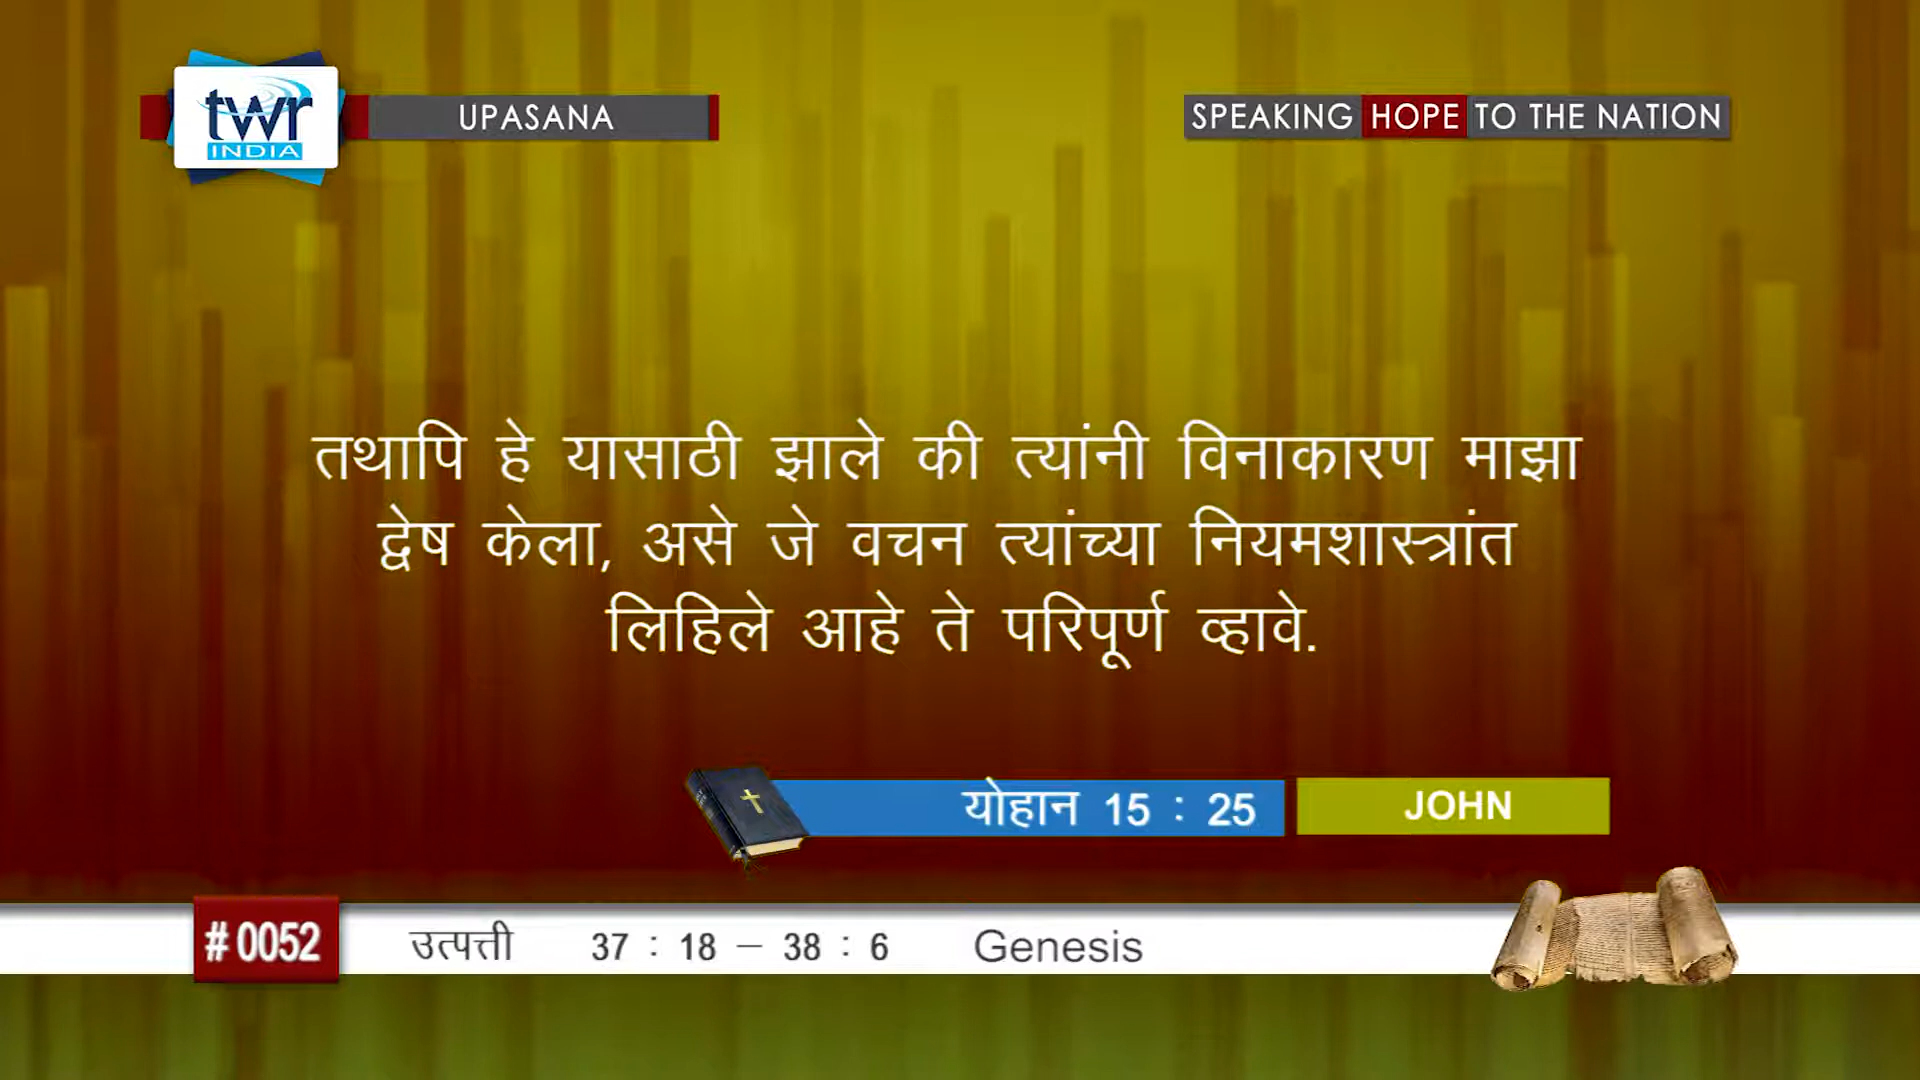 twr
INDIA
UPASANA
SPEAKING HOPE TO THE NATION
तथापि हे यासाठी झाले की त्यांनी विनाकारण माझा
द्वेष केला, असे जे वचन त्यांच्या नियमशास्त्रांत
लिहिले आहे ते परिपूर्ण व्हावे.
योहान 15 : 25 JOHN
# 0052 उत्पत्ती 37 : 18 – 38 : 6 Genesis